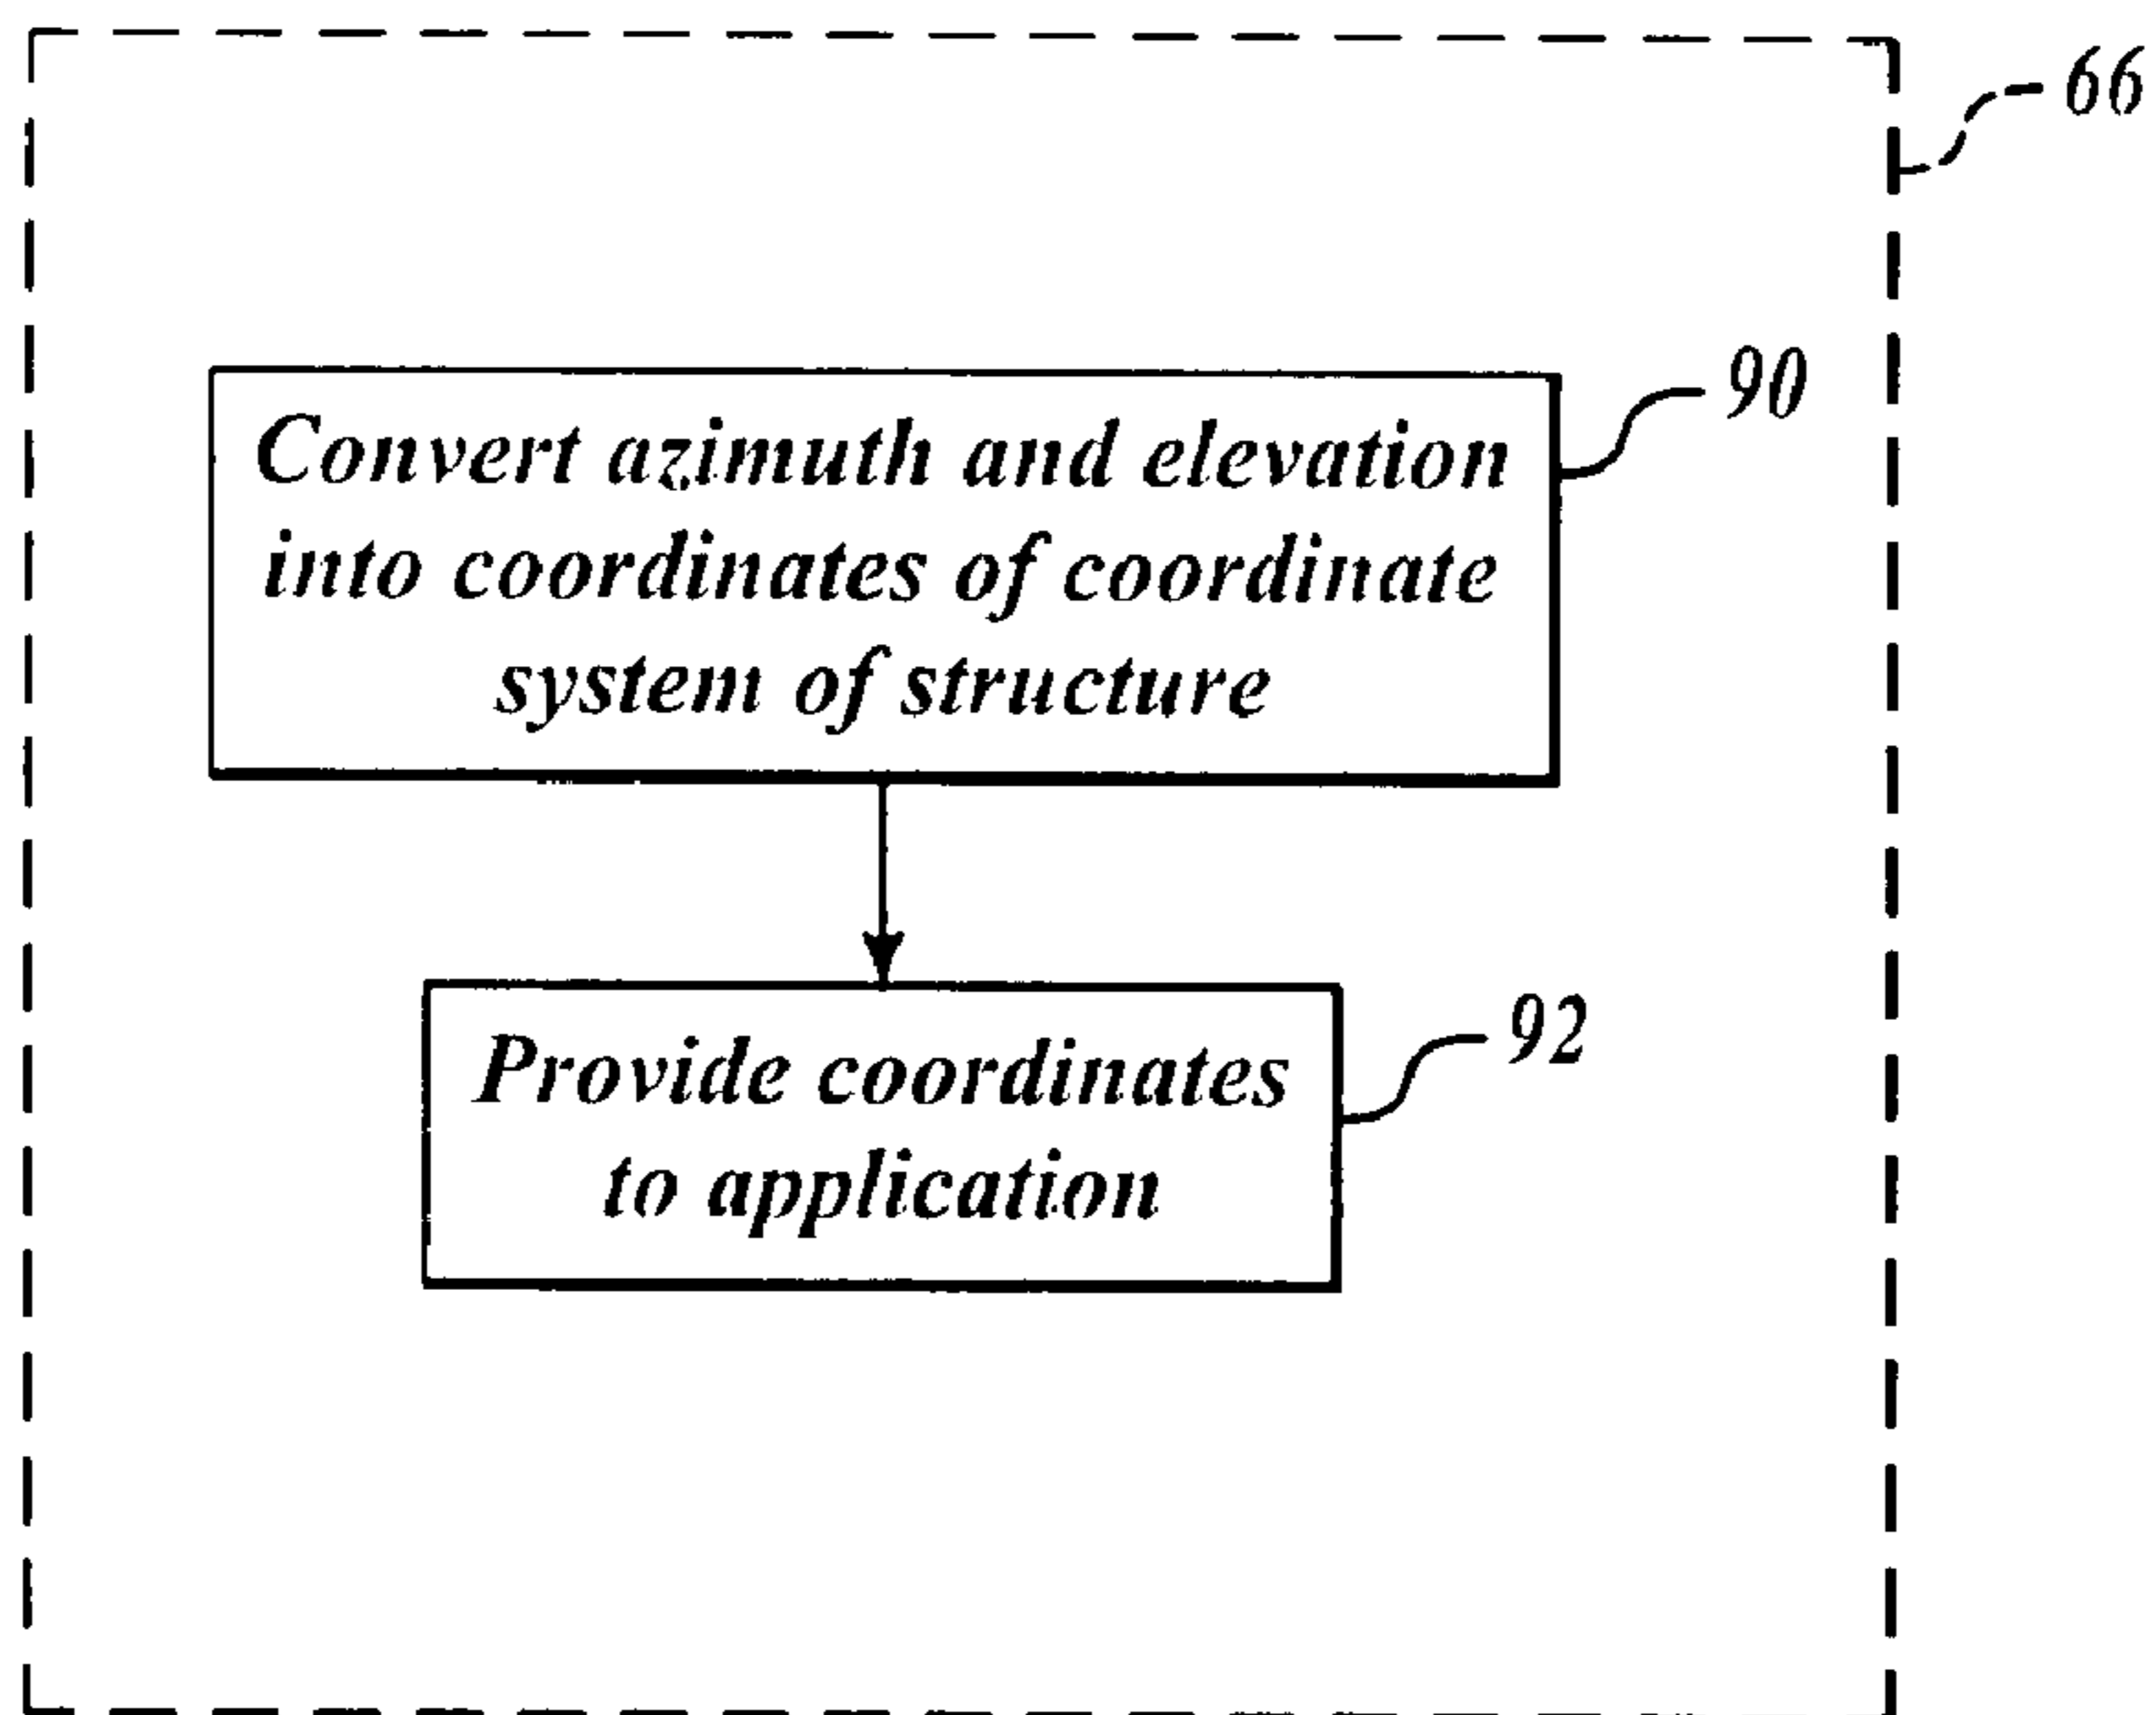 66
90
Convert azimuth and elevation
into coordinates of coordinate
system of structure
92
Provide coordinates
to application